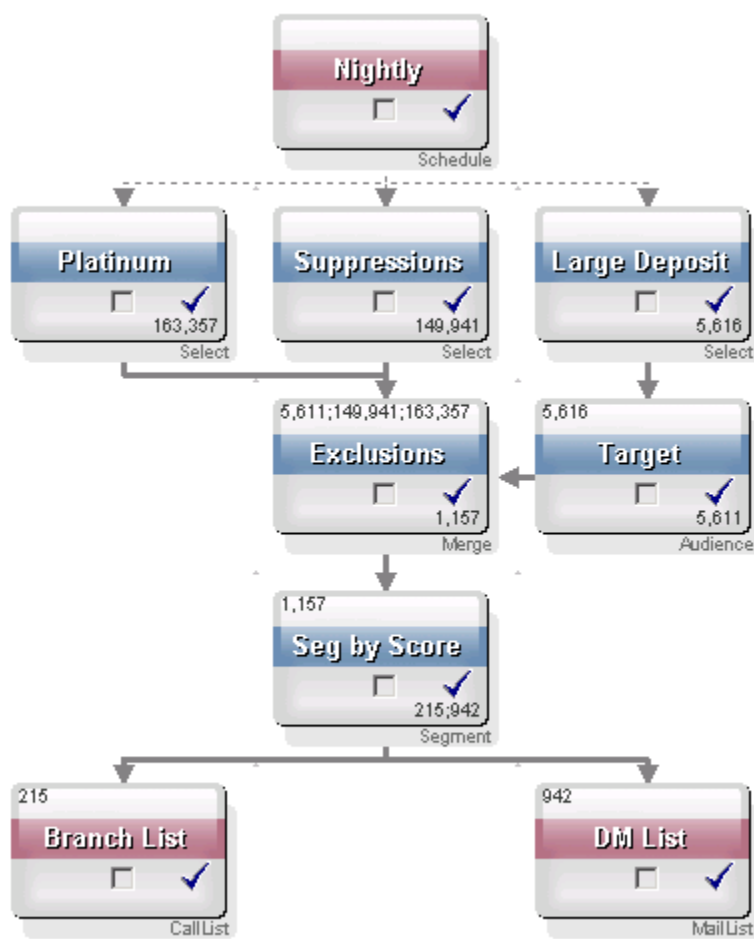 Nightly
Schedule
Platinum
163,357
Select
Suppressions
149,941
Select
Large Deposit
5,616
Select
5,611;149,941;163,357
Exclusions
1,157
Merge
5,616
Target
5,611
Audience
1,157
Seg by Score
215;942
Segment
215
Branch List
CallList
942
DM List
MailList